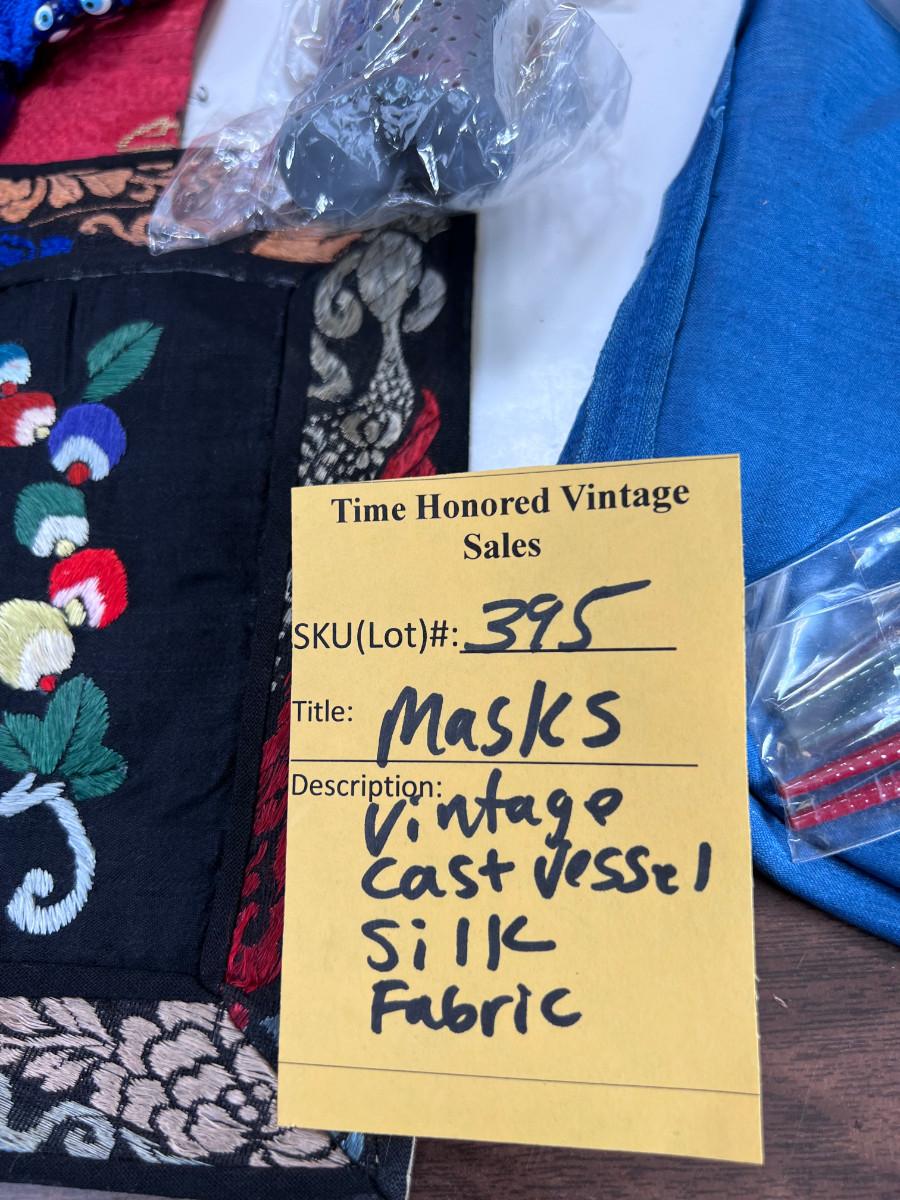 Time Honored Vintage
Sales
SKU(Lot)#: 395
Title: Masks
Description:
Vintage
Cast Vessel
Silk
Fabric